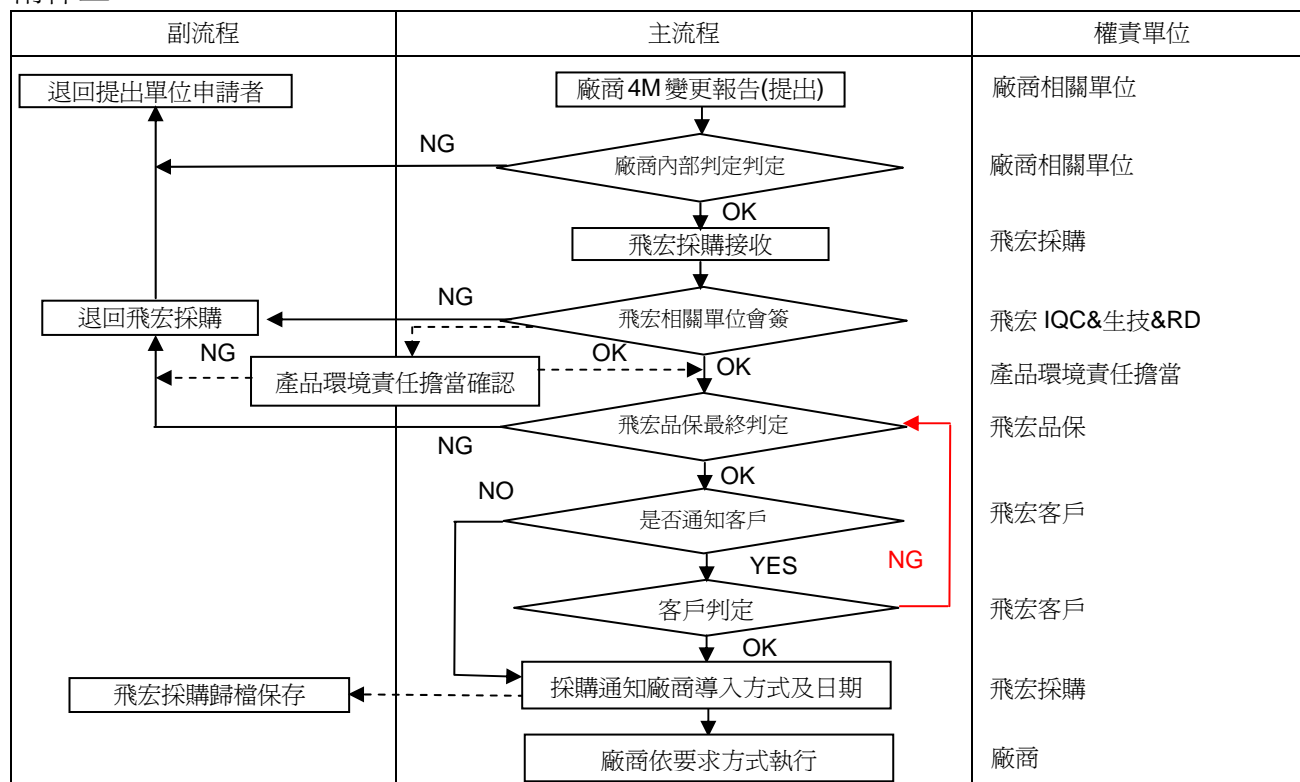 副流程 主流程 權責單位
退回提出單位申請者 廠商4M變更報告(提出) 廠商相關單位
NG
廠商內部判定判定 廠商相關單位
OK
飛宏採購接收 飛宏採購
NG
退回飛宏採購 飛宏相關單位會簽 飛宏 IQC&生技&RD
NG OK OK
產品環境責任擔當確認 產品環境責任擔當
飛宏品保最終判定 飛宏品保
NG
OK
NO
是否通知客戶 飛宏客戶
YES NG
客戶判定 飛宏客戶
OK
飛宏採購歸檔保存 採購通知廠商導入方式及日期 飛宏採購
廠商依要求方式執行 廠商